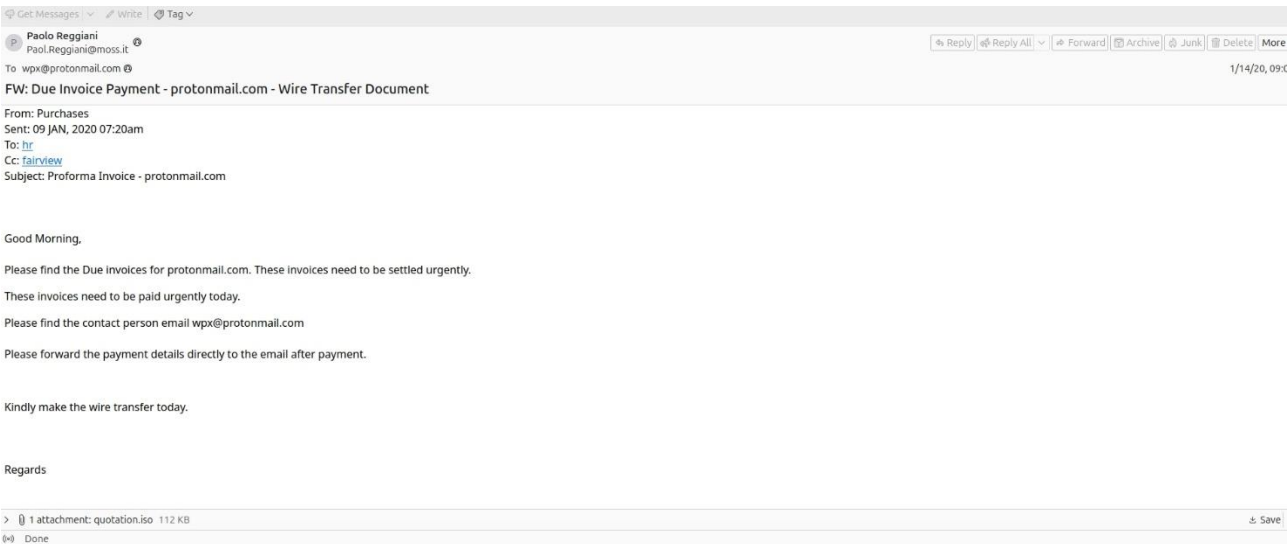 Get Messages Write Tag
Paolo Reggiani
Paol.Reggiani@moss.it
Reply Reply All Forward Archive Junk Delete More
To wpx@protonmail.com
1/14/20, 09:0
FW: Due Invoice Payment - protonmail.com - Wire Transfer Document
From: Purchases
Sent: 09 JAN, 2020 07:20am
To: hr
Cc: fairview
Subject: Proforma Invoice - protonmail.com
Good Morning,
Please find the Due invoices for protonmail.com. These invoices need to be settled urgently.
These invoices need to be paid urgently today.
Please find the contact person email wpx@protonmail.com
Please forward the payment details directly to the email after payment.
Kindly make the wire transfer today.
Regards
1 attachment: quotation.iso 112 KB
Save
Done